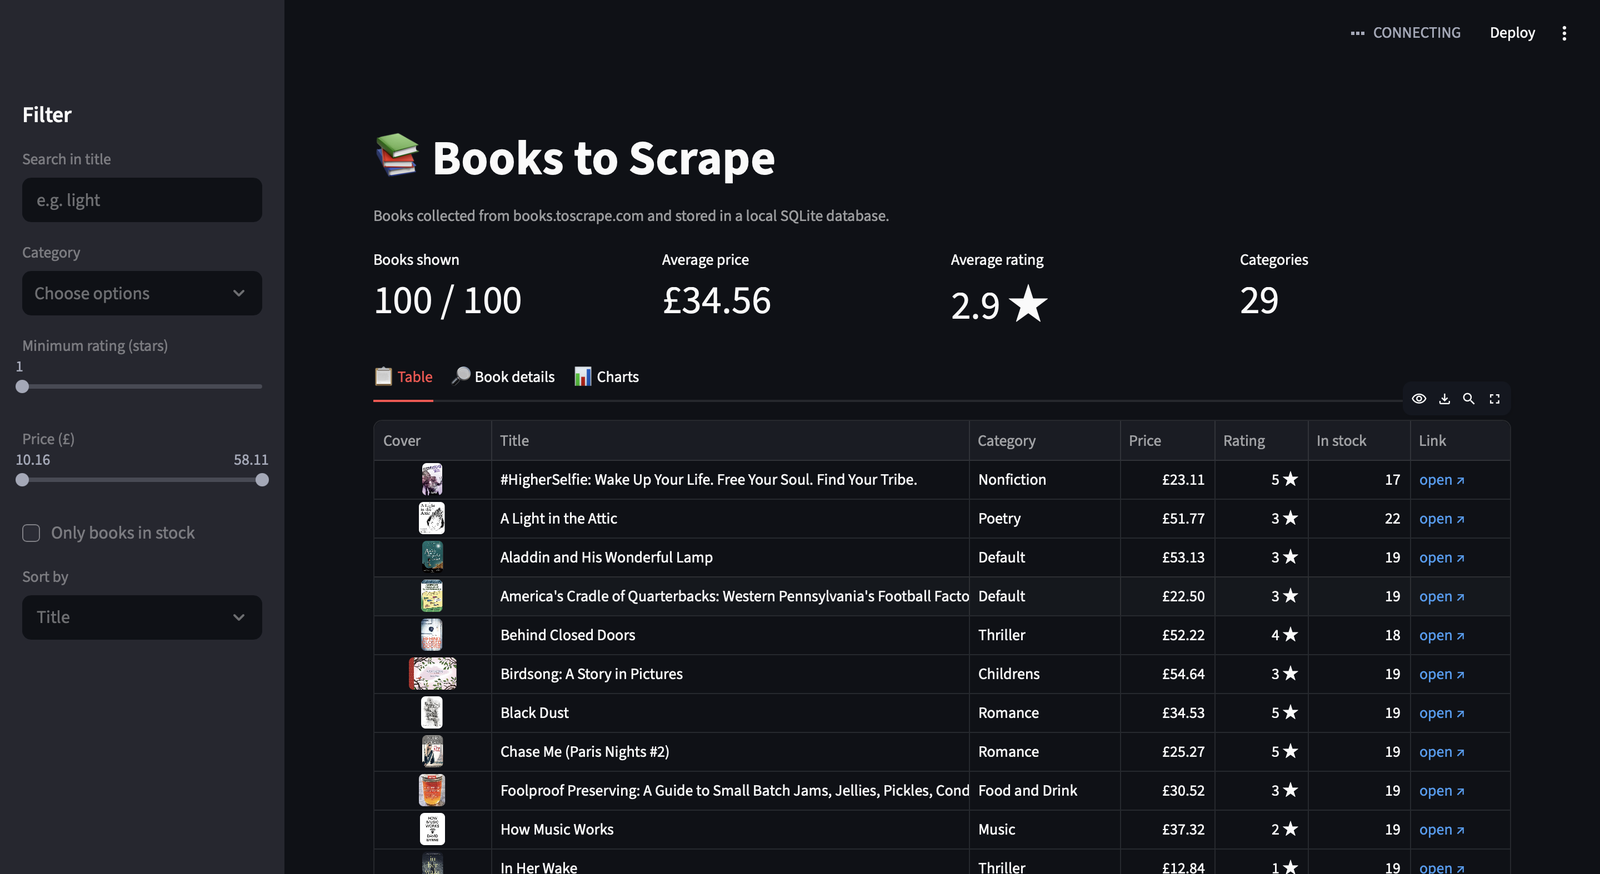 CONNECTING Deploy
Filter
Search in title
e.g. light
Category
Choose options
Minimum rating (stars)
1
Price (£)
10.16 58.11
Only books in stock
Sort by
Title
Books to Scrape
Books collected from books.toscrape.com and stored in a local SQLite database.
Books shown Average price Average rating Categories
100 / 100 £34.56 2.9 ★ 29
Table Book details Charts
Cover Title Category Price Rating In stock Link
#HigherSelfie: Wake Up Your Life. Free Your Soul. Find Your Tribe. Nonfiction £23.11 5 ★ 17 open ↗
A Light in the Attic Poetry £51.77 3 ★ 22 open ↗
Aladdin and His Wonderful Lamp Default £53.13 3 ★ 19 open ↗
America's Cradle of Quarterbacks: Western Pennsylvania's Football Facto Default £22.50 3 ★ 19 open ↗
Behind Closed Doors Thriller £52.22 4 ★ 18 open ↗
Birdsong: A Story in Pictures Childrens £54.64 3 ★ 19 open ↗
Black Dust Romance £34.53 5 ★ 19 open ↗
Chase Me (Paris Nights #2) Romance £25.27 5 ★ 19 open ↗
Foolproof Preserving: A Guide to Small Batch Jams, Jellies, Pickles, Cond Food and Drink £30.52 3 ★ 19 open ↗
How Music Works Music £37.32 2 ★ 19 open ↗
In Her Wake Thriller £12.84 1 ★ 19 open ↗